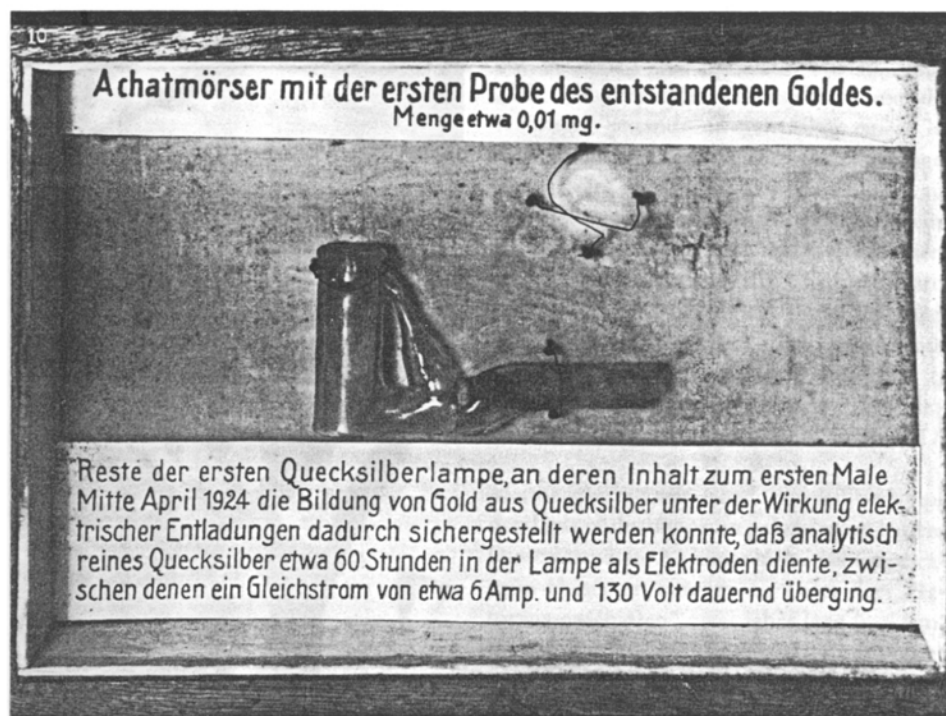 10
Achatmörser mit der ersten Probe des entstandenen Goldes.
Menge etwa 0,01 mg.
Reste der ersten Quecksilberlampe, an deren Inhalt zum ersten Male
Mitte April 1924 die Bildung von Gold aus Quecksilber unter der Wirkung elek-
trischer Entladungen dadurch sichergestellt werden konnte, daß analytisch
reines Quecksilber etwa 60 Stunden in der Lampe als Elektroden diente, zwi-
schen denen ein Gleichstrom von etwa 6 Amp. und 130 Volt dauernd überging.